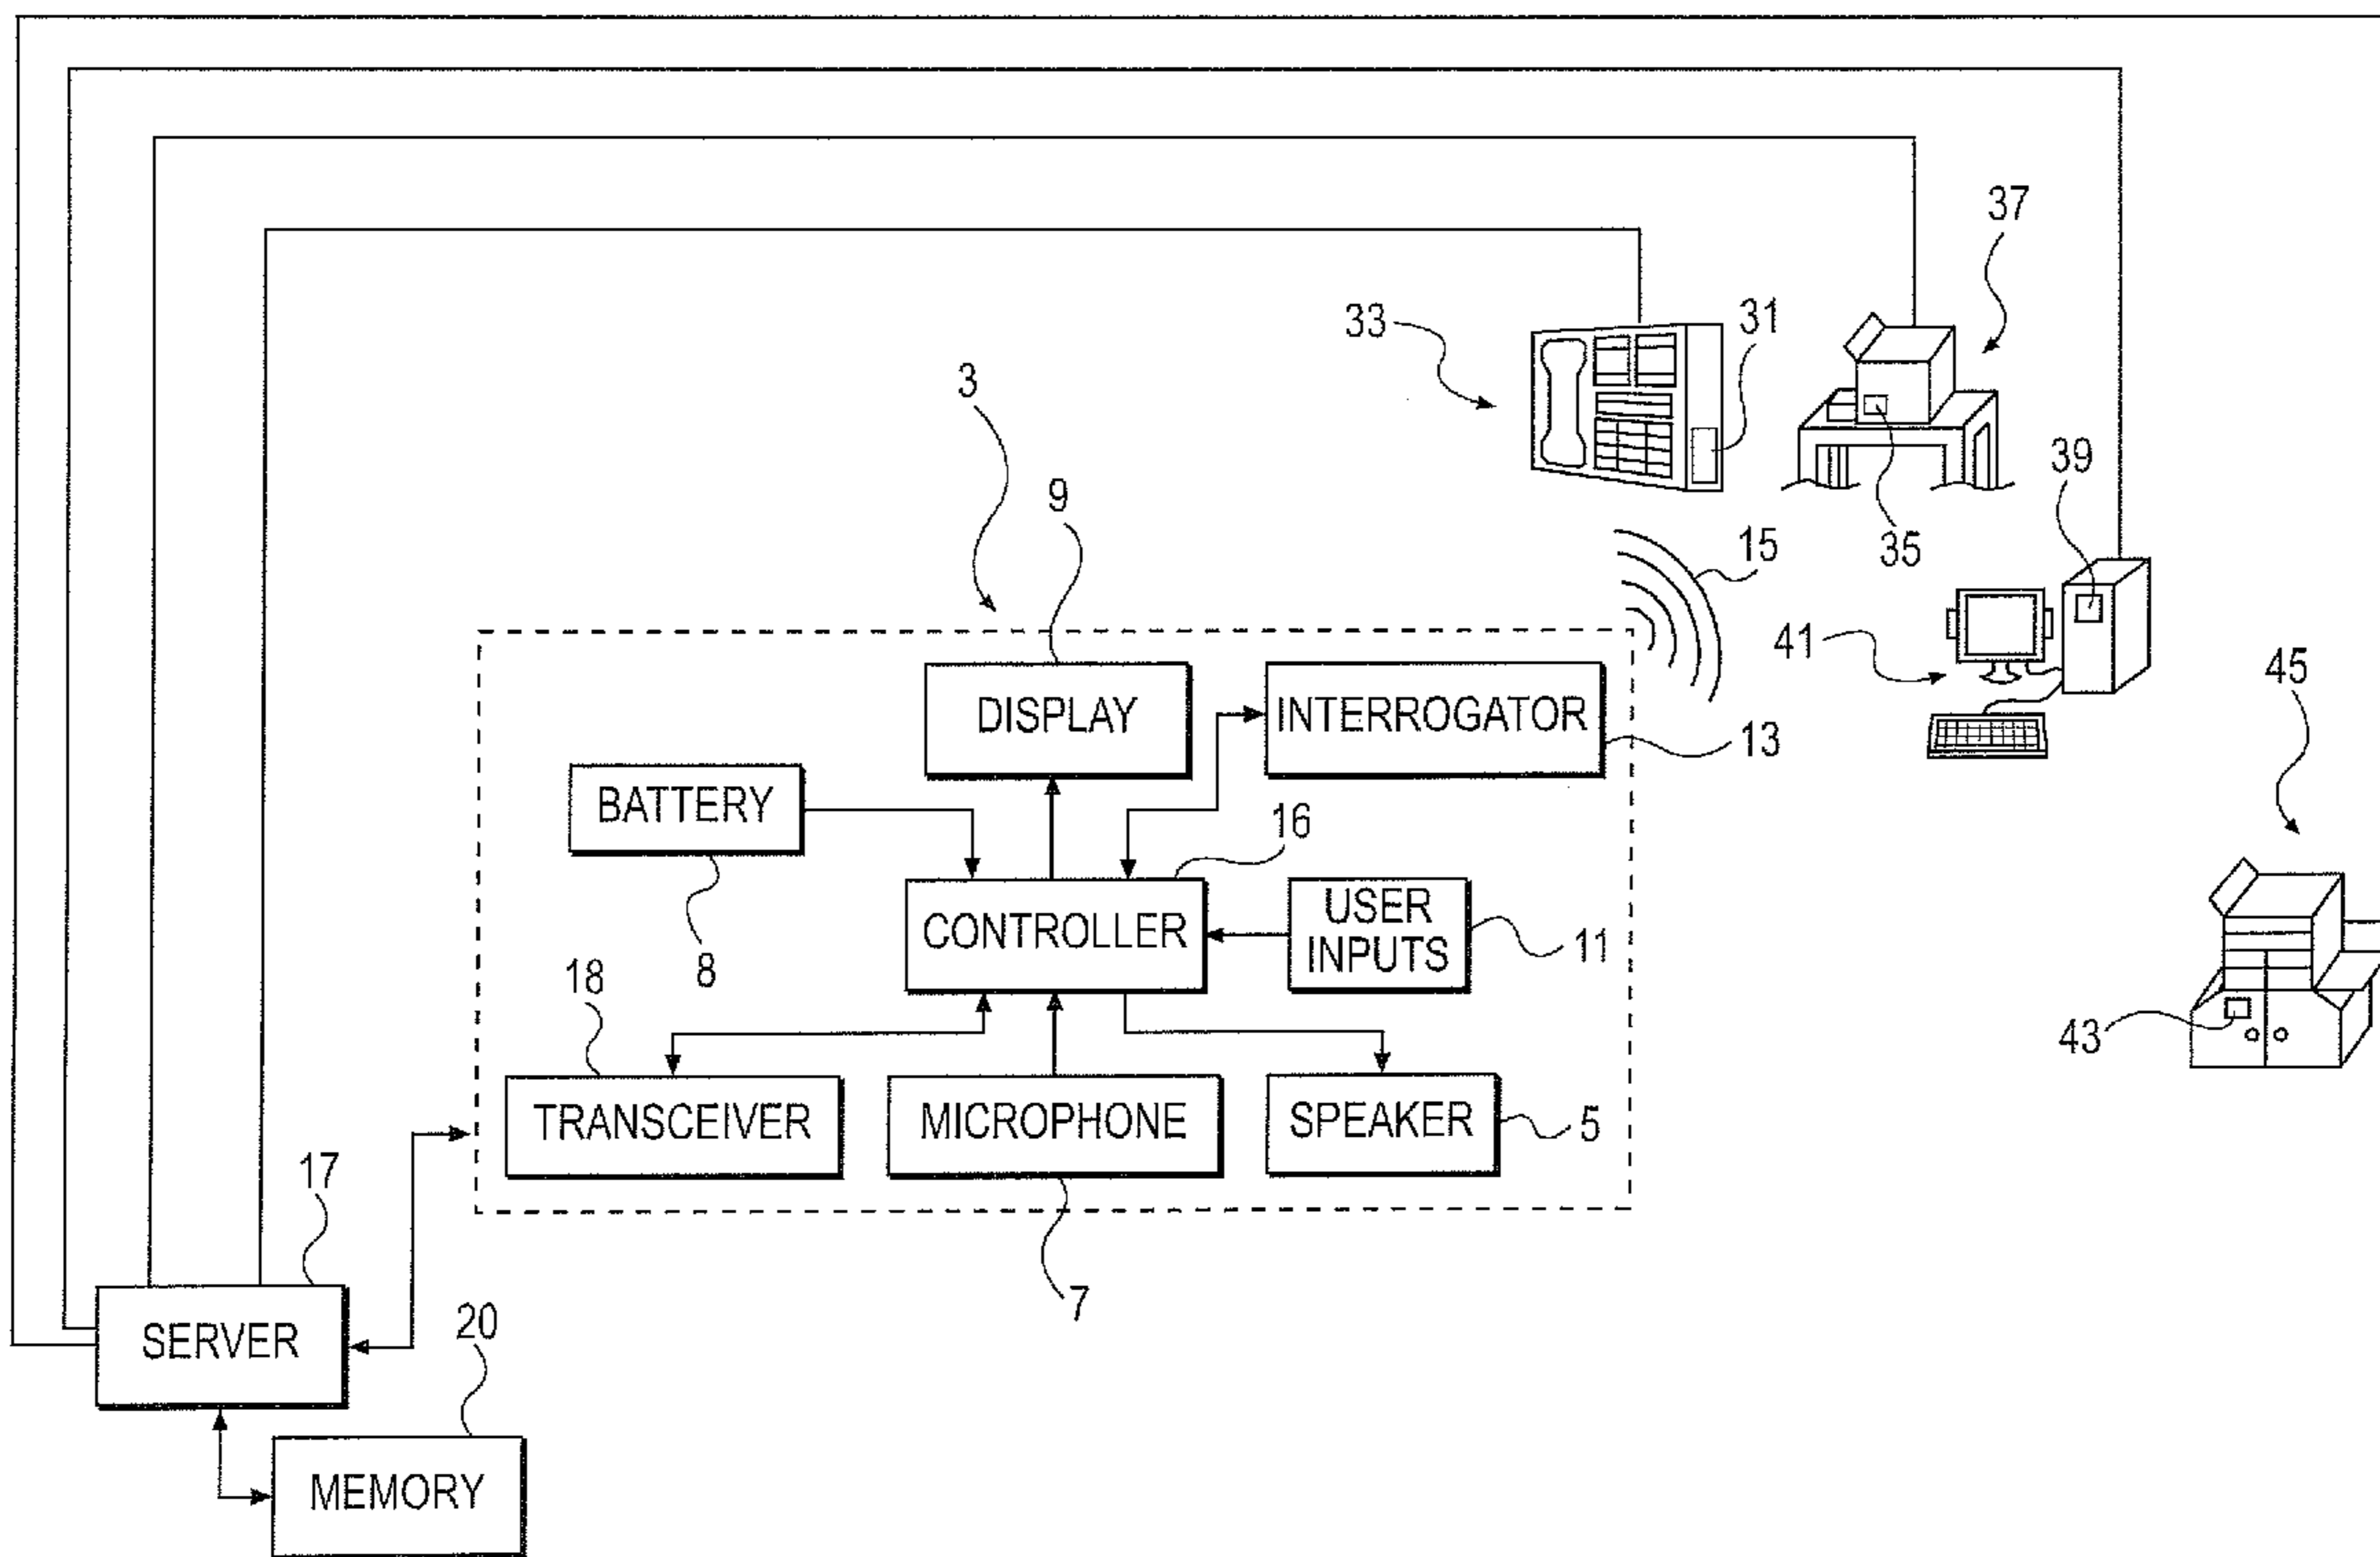 37
33
31
3
9
39
15
35
41
45
DISPLAY
INTERROGATOR
13
BATTERY
16
CONTROLLER
USER
INPUTS
11
8
18
43
TRANSCEIVER
MICROPHONE
SPEAKER
5
17
7
SERVER
20
MEMORY